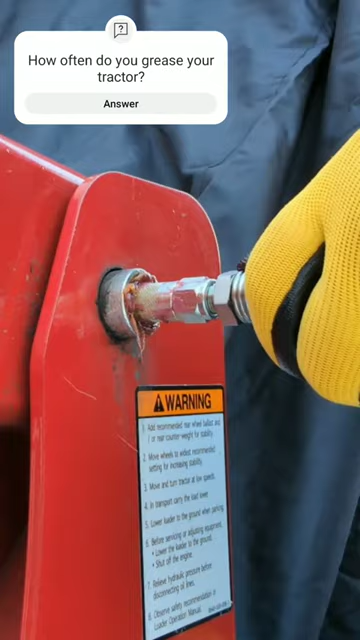 How often do you grease your
tractor?
Answer
WARNING
1. Add recommended rear wheel ballast and
/ or rear counter weight for stability.
2. Move wheels to widest recommended
setting for increasing stability.
3. Move and turn tractor at low speeds.
4. In transport carry the load lower.
5. Lower loader to the ground when parking.
6. Before servicing or adjusting equipment.
• Lower the loader to the ground.
• Shut off the engine.
7. Relieve hydraulic pressure before
disconnecting oil lines.
8. Observe safety recommendations in
Loader Operation Manual.